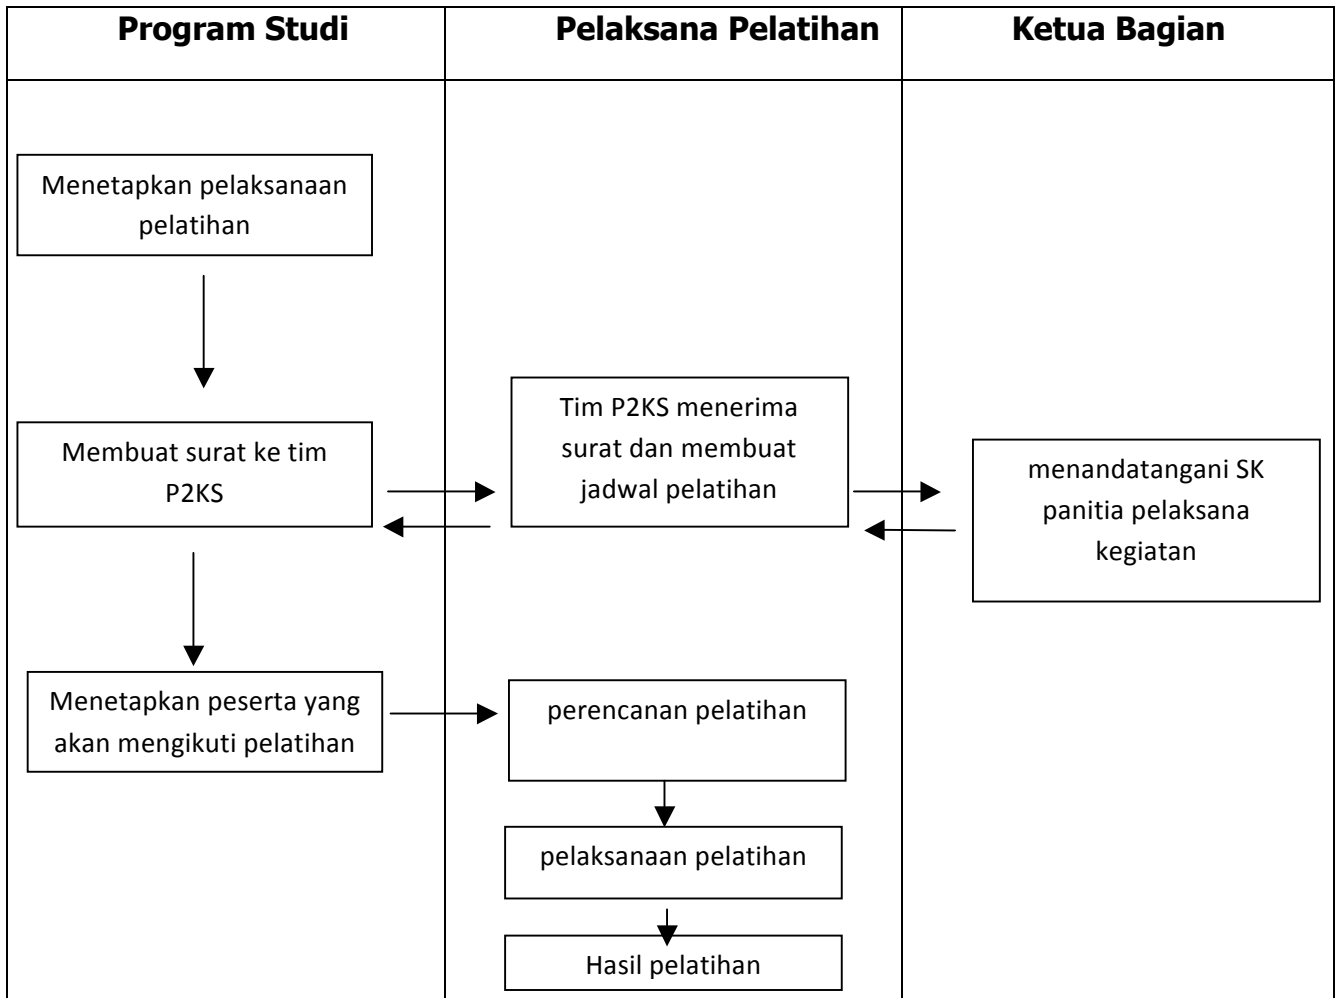 Program Studi
Pelaksana Pelatihan
Ketua Bagian
Menetapkan pelaksanaan
pelatihan
Membuat surat ke tim
P2KS
Tim P2KS menerima
surat dan membuat
jadwal pelatihan
menandatangani SK
panitia pelaksana
kegiatan
Menetapkan peserta yang
akan mengikuti pelatihan
perencanan pelatihan
pelaksanaan pelatihan
Hasil pelatihan